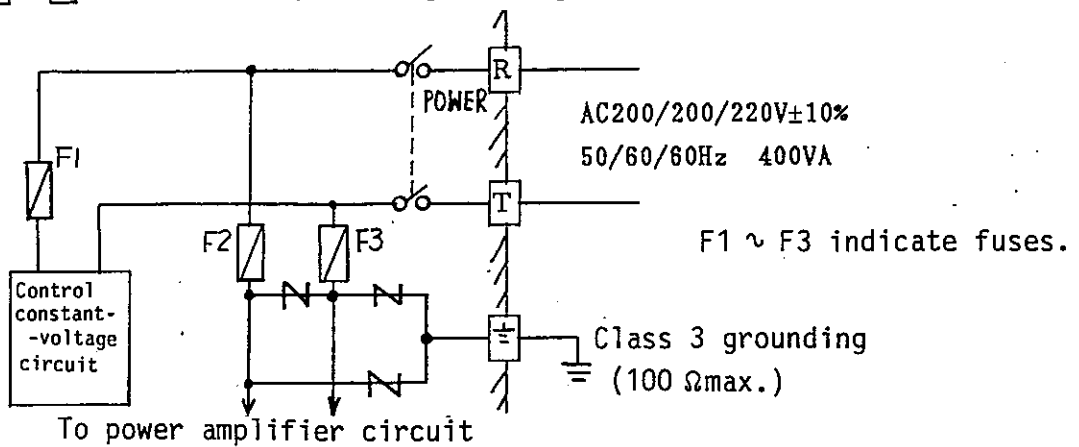 R
POWER
AC200/200/220V±10%
50/60/60Hz 400VA
F1
T
F2
F3
F1 ∿ F3 indicate fuses.
Control
constant-
-voltage
circuit
Class 3 grounding
(100 Ωmax.)
To power amplifier circuit